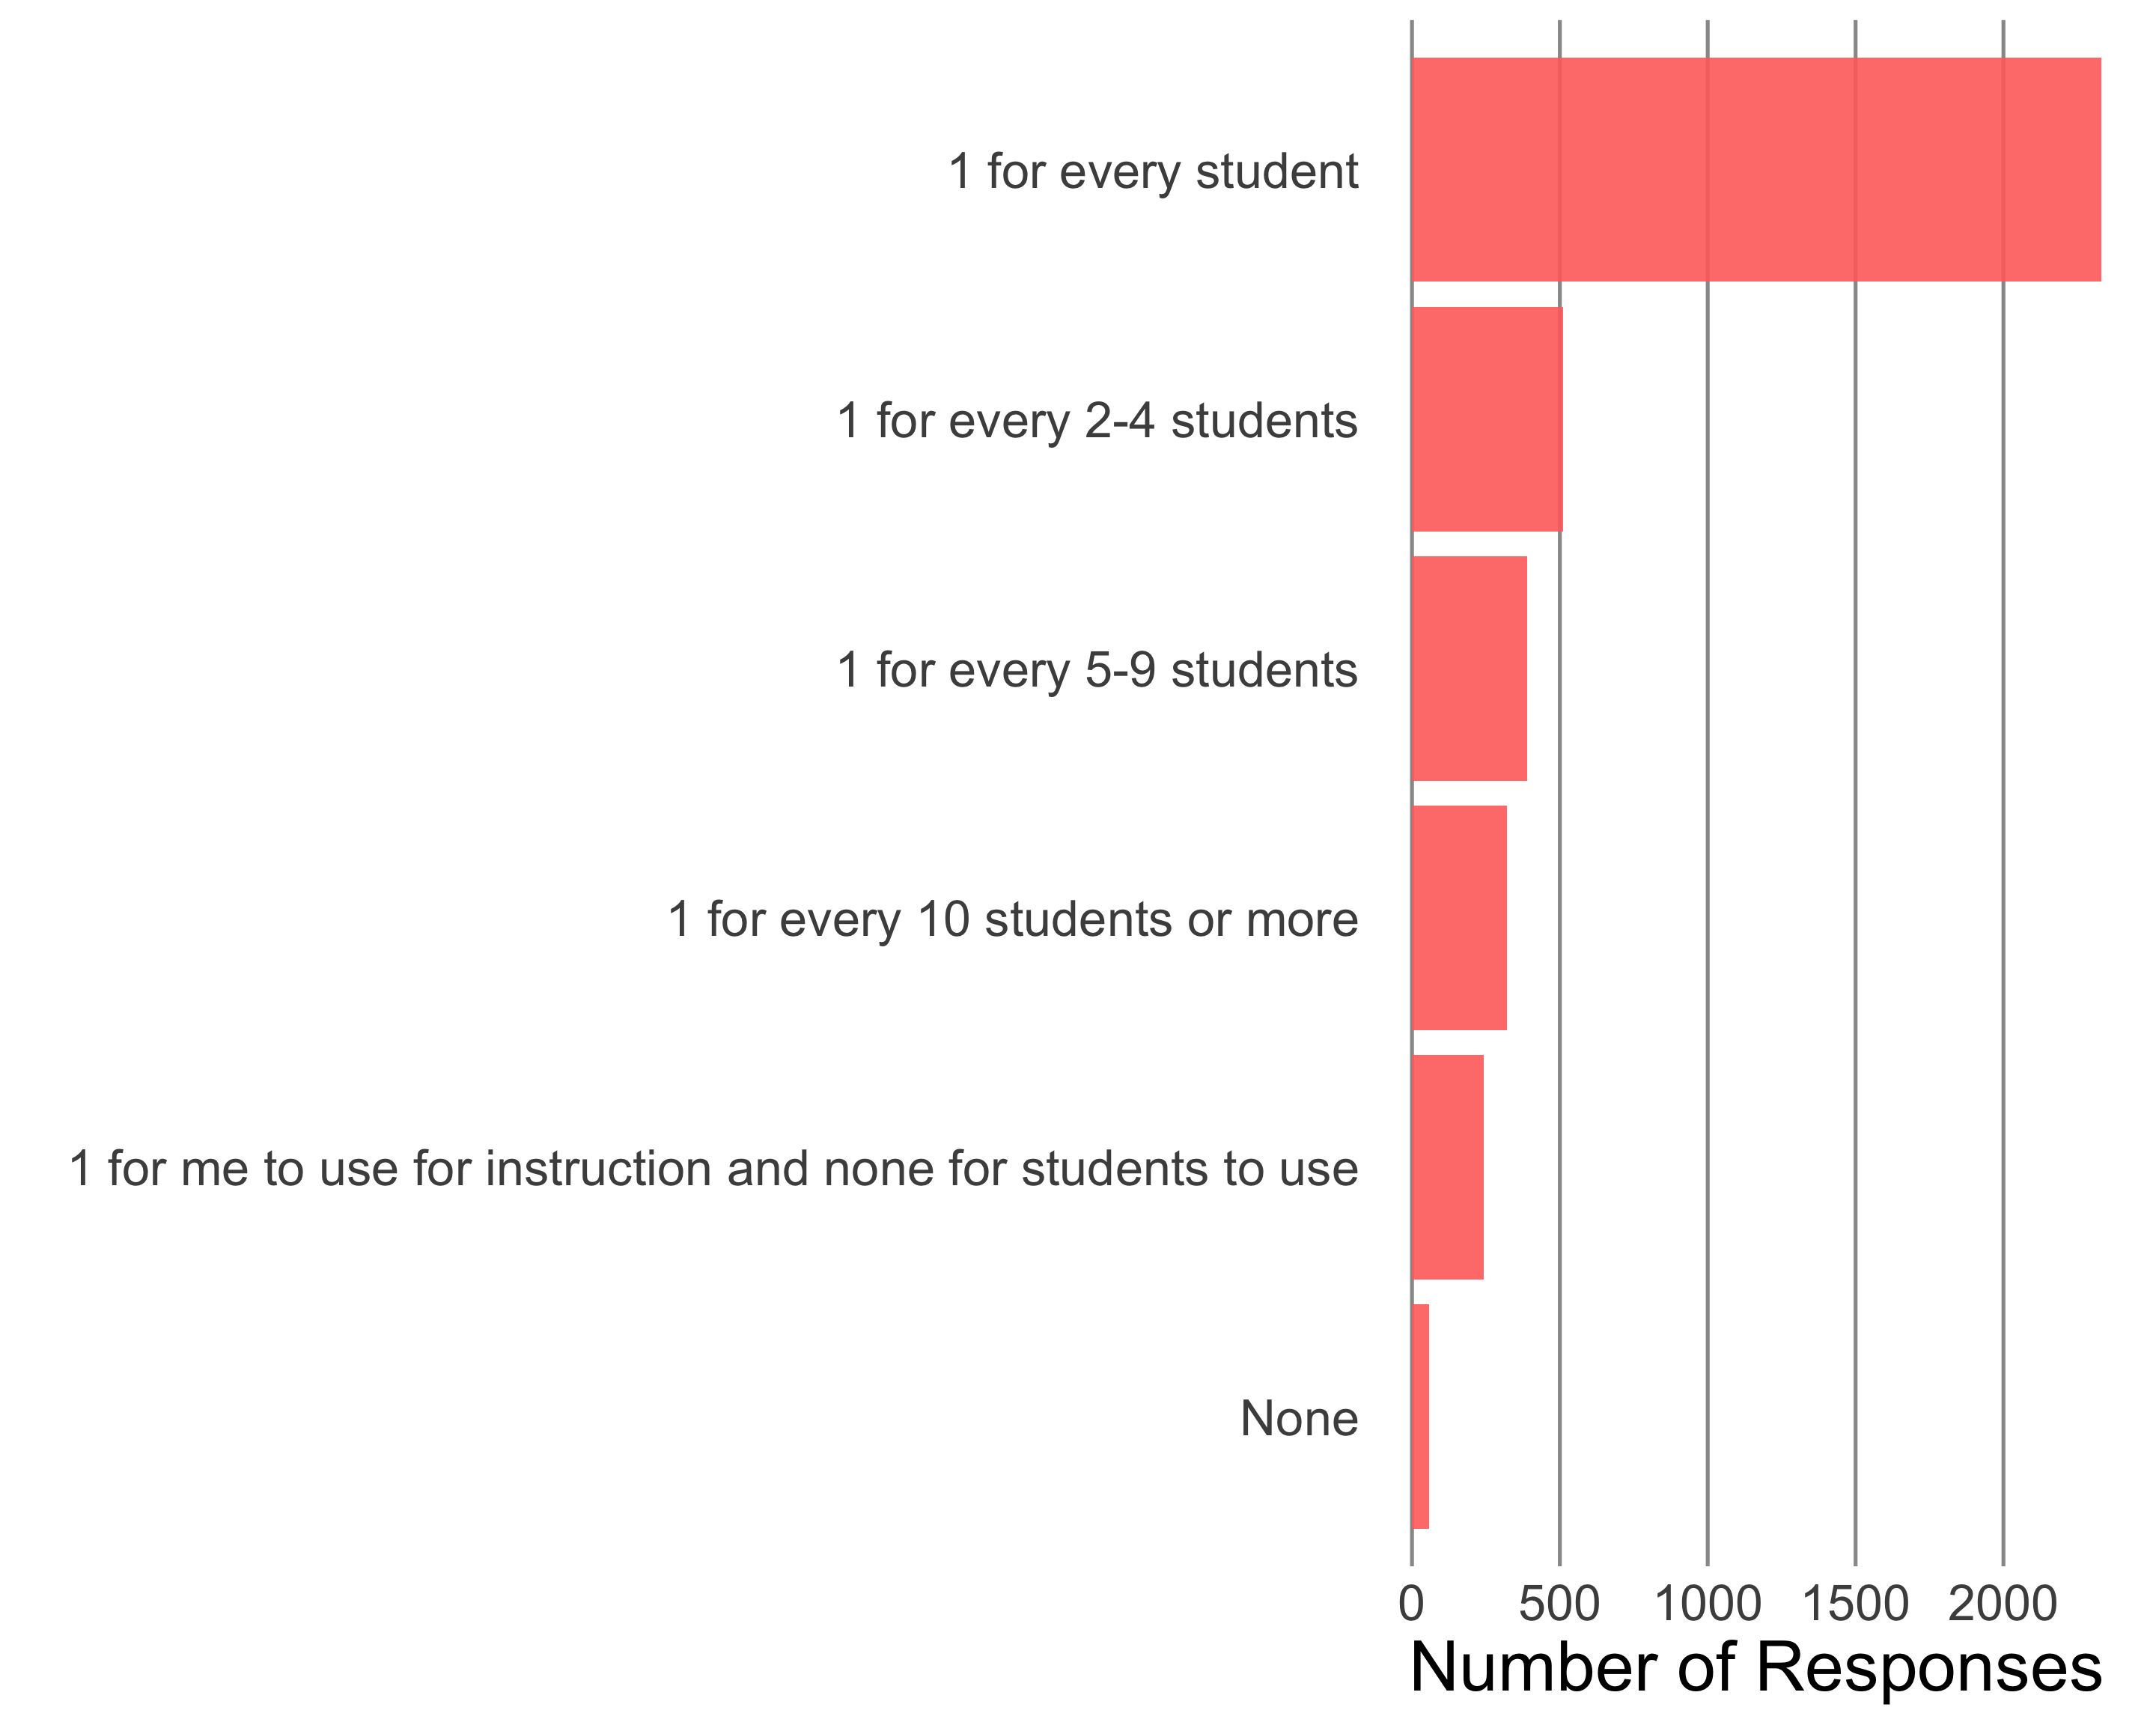 1 for every student
1 for every 2-4 students
1 for every 5-9 students
1 for every 10 students or more
1 for me to use for instruction and none for students to use
None
0 500 1000 1500 2000
Number of Responses